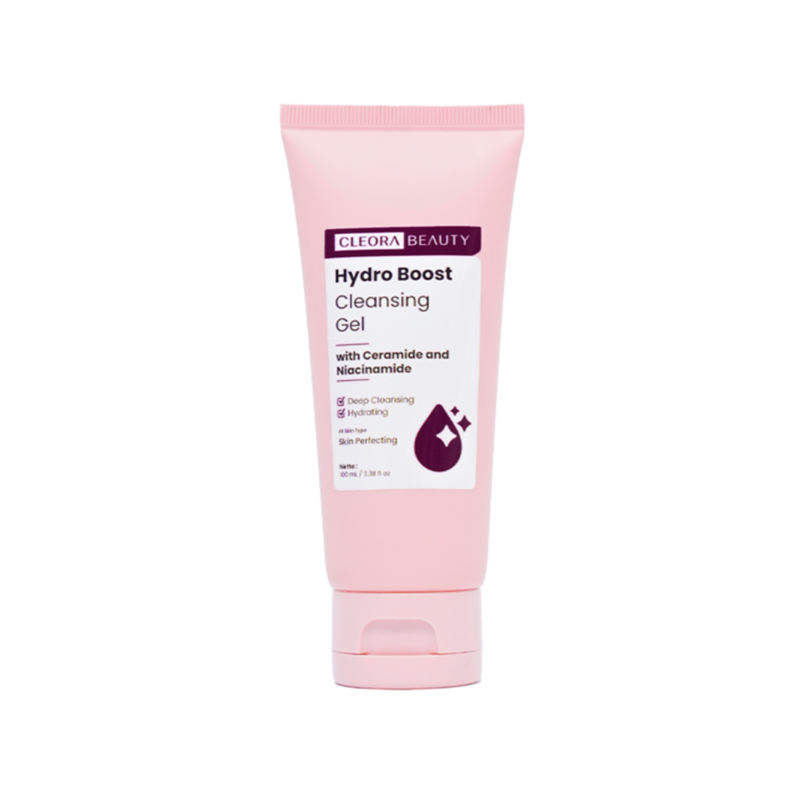 CLEORA BEAUTY
Hydro Boost
Cleansing
Gel
with Ceramide and
Niacinamide
Deep Cleansing
Hydrating
All Skin Type
Skin Perfecting
Netto :
100 mL / 3.38 fl oz